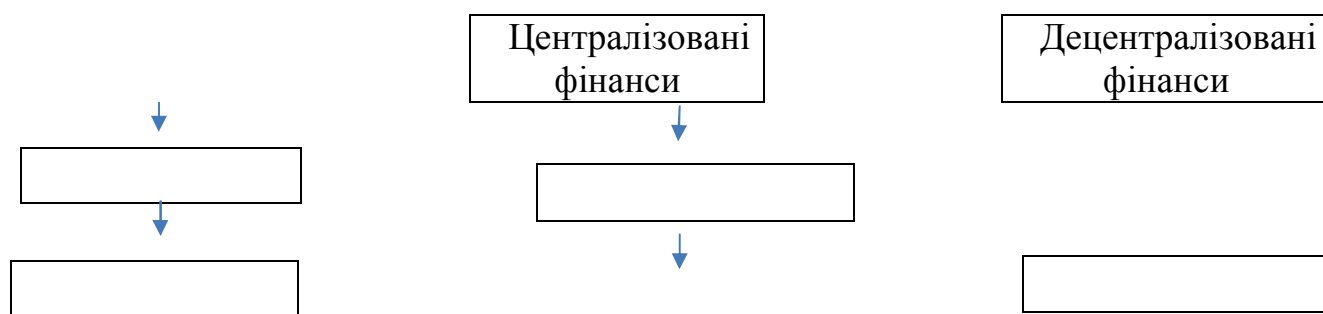 Централізовані
фінанси
Децентралізовані
фінанси